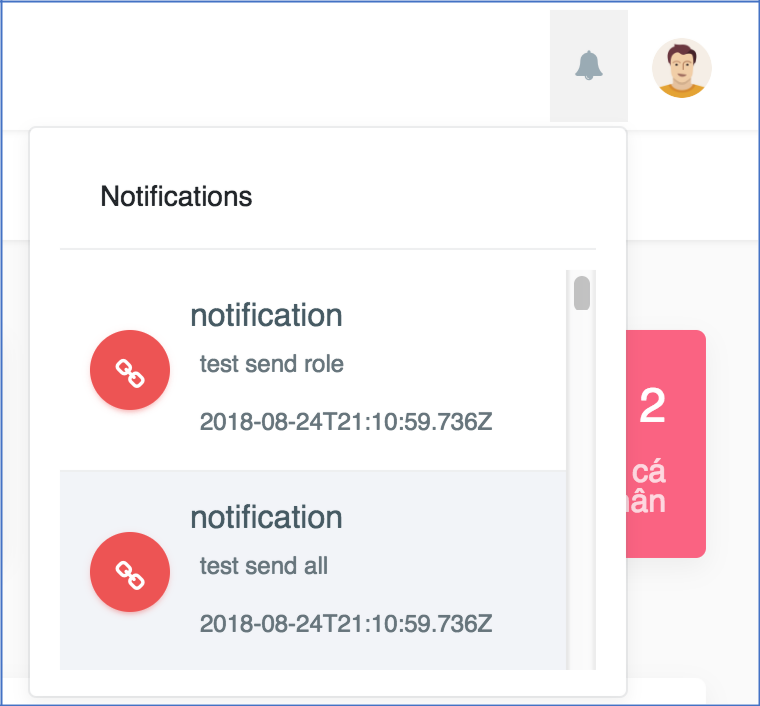 Notifications
notification
test send role
2018-08-24T21:10:59.736Z
2
cá
notification
test send all
2018-08-24T21:10:59.736Z